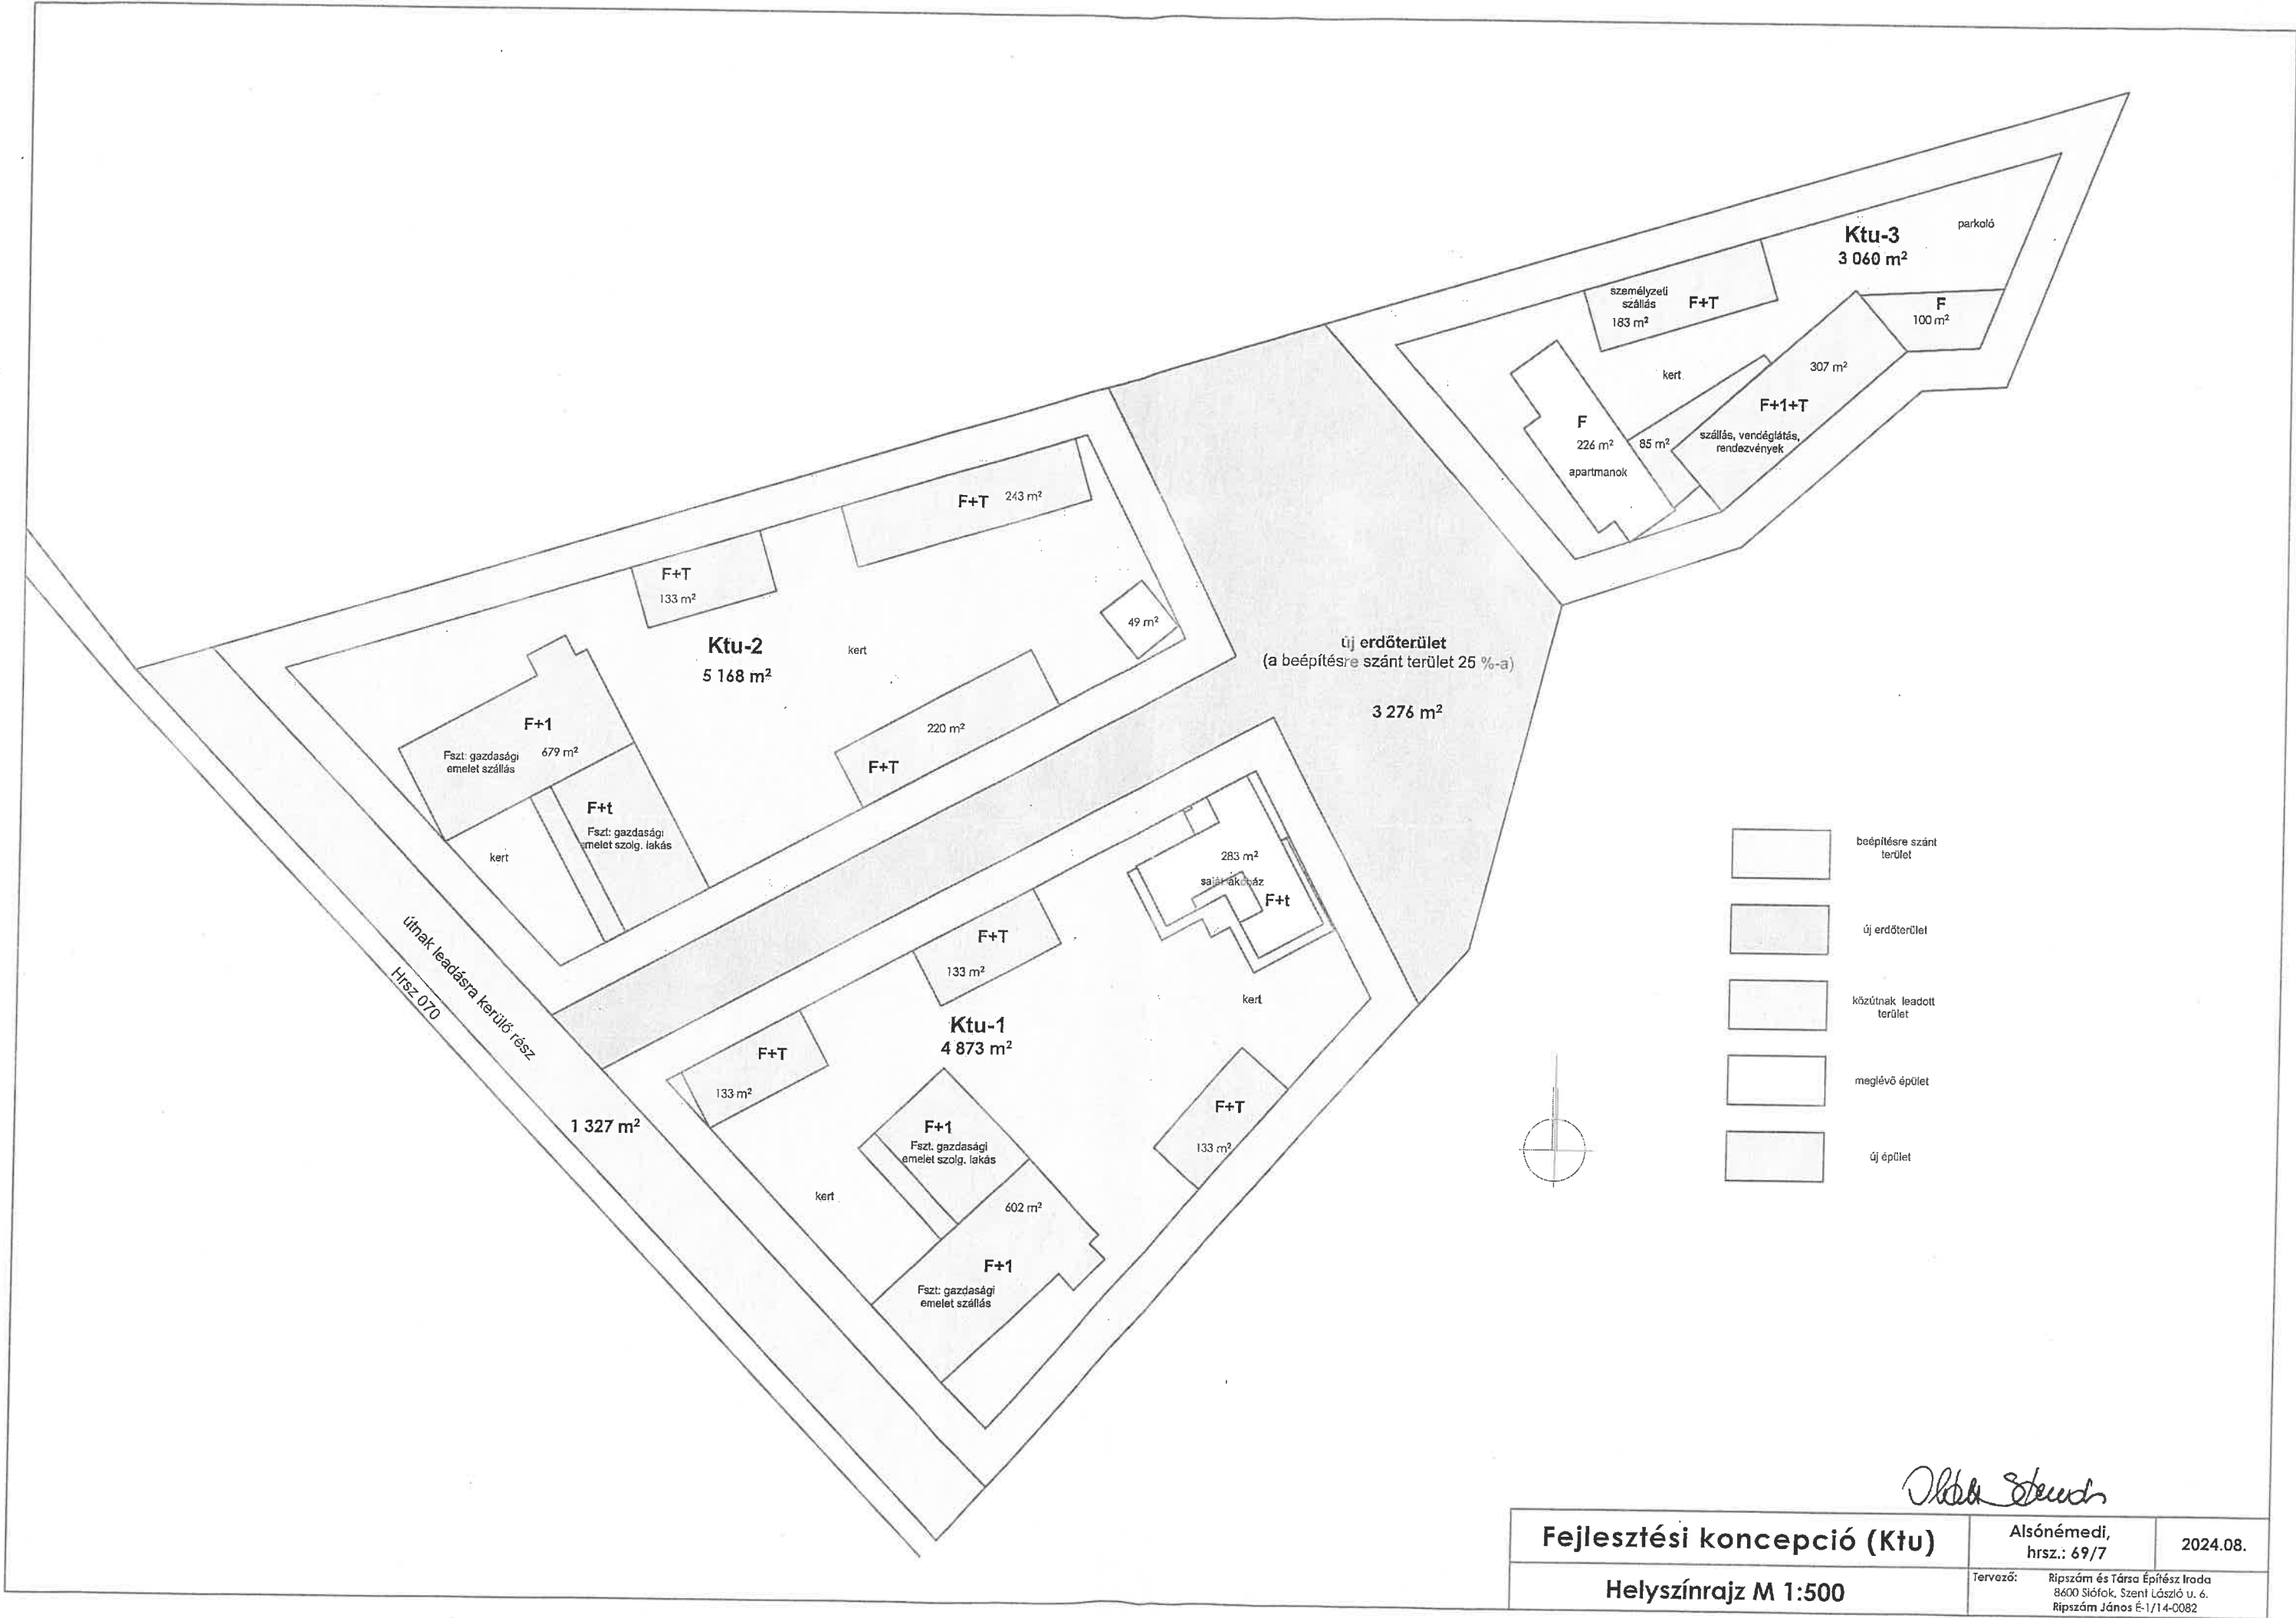 Ktu-3
3 060 m²
parkoló
személyzeti
szállás
183 m²
F+T
F
100 m²
307 m²
kert
F+1+T
szállás, vendéglátás,
rendezvények
F
226 m²
85 m²
apartmanok
F+T 243 m²
F+T
133 m²
49 m²
Ktu-2
5 168 m²
kert
új erdőterület
(a beépítésre szánt terület 25 %-a)
3 276 m²
F+1
679 m²
Fszt: gazdasági
emelet szállás
220 m²
F+T
F+t
Fszt: gazdasági
emelet szolg. lakás
kert
útnak leadásra kerülő rész
Hrsz 070
1 327 m²
283 m²
F+t
F+T
133 m²
kert
Ktu-1
4 873 m²
F+T
133 m²
F+T
133 m²
F+1
Fszt. gazdasági
emelet szolg. lakás
kert
602 m²
F+1
Fszt: gazdasági
emelet szállás
beépítésre szánt
terület
új erdőterület
közútnak leadott
terület
meglévő épület
új épület
Fejlesztési koncepció (Ktu)
Alsónémedi,
hrsz.: 69/7
2024.08.
Helyszínrajz M 1:500
Tervező:
Ripszám és Társa Építész Iroda
8600 Siófok, Szent László u. 6.
Ripszám János É-1/14-0082